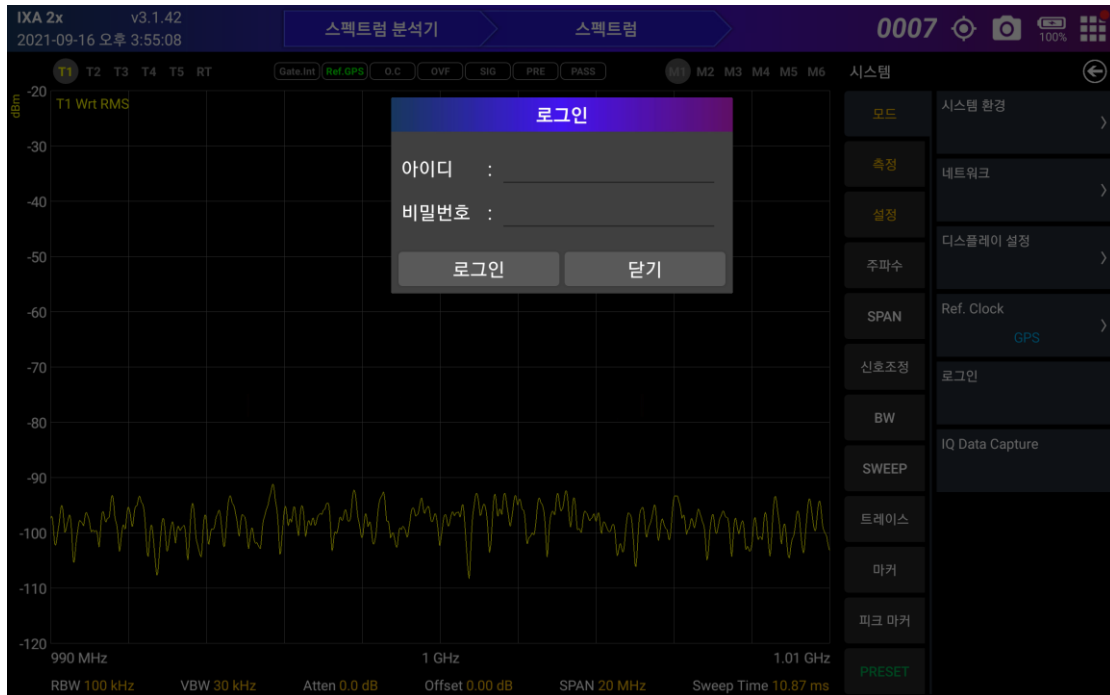 IXA 2x v3.1.42
2021-09-16 오후 3:55:08
스펙트럼 분석기
스펙트럼
0007
100%
T1 T2 T3 T4 T5 RT
Gate.Int Ref.GPS O.C OVF SIG PRE PASS
M1 M2 M3 M4 M5 M6
시스템
dBm
T1 Wrt RMS
-20
-30
-40
-50
-60
-70
-80
-90
-100
-110
-120
로그인
아이디 :
비밀번호 :
로그인 닫기
모드
측정
설정
주파수
SPAN
신호조정
BW
SWEEP
트레이스
마커
피크 마커
PRESET
시스템 환경
네트워크
디스플레이 설정
Ref. Clock
GPS
로그인
IQ Data Capture
990 MHz 1 GHz 1.01 GHz
RBW 100 kHz VBW 30 kHz Atten 0.0 dB Offset 0.00 dB SPAN 20 MHz Sweep Time 10.87 ms